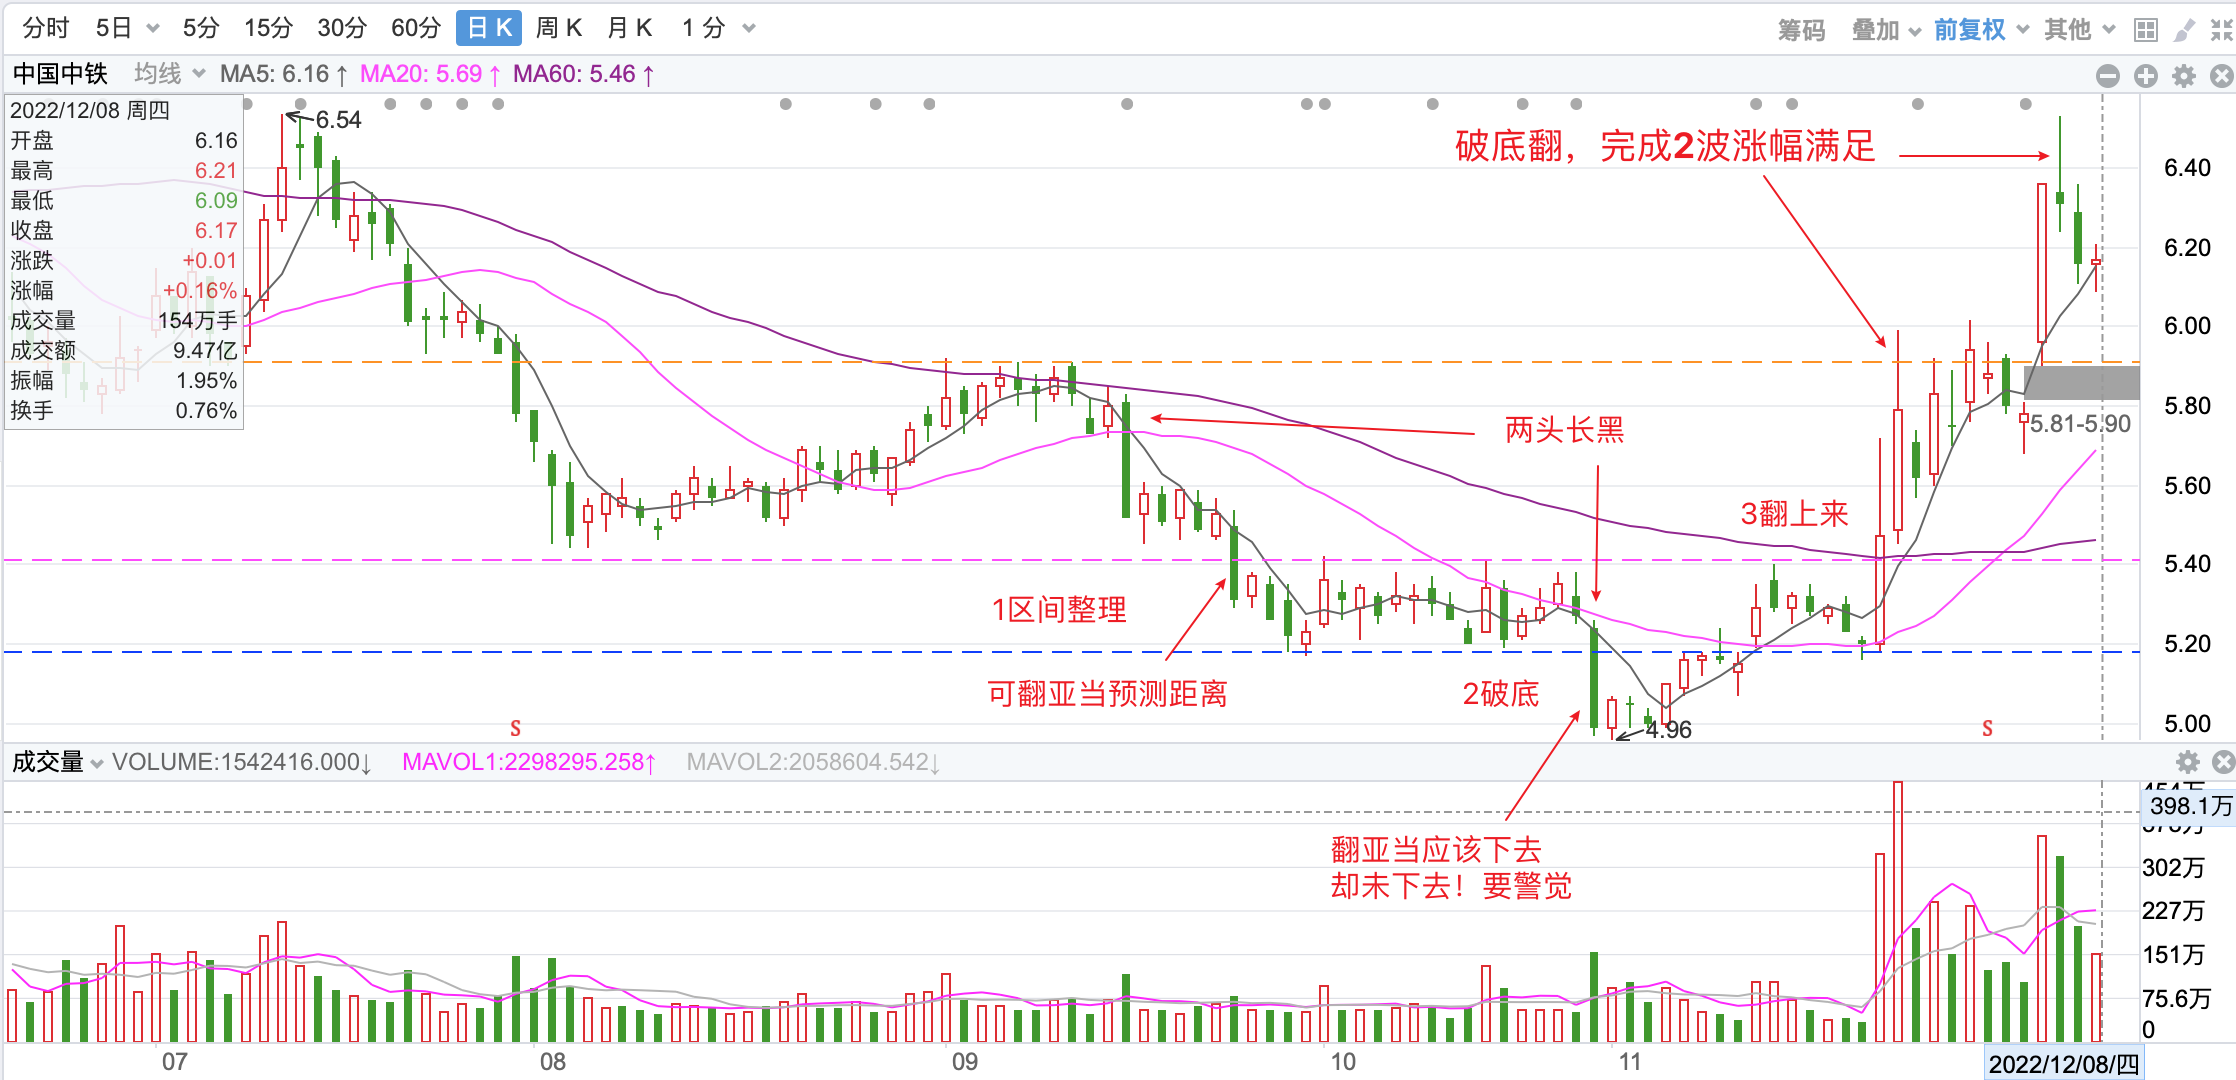 分时 5日 5分 15分 30分 60分 日K 周K 月K 1分 筹码 叠加 前复权 其他
中国中铁 均线 MA5: 6.16↑ MA20: 5.69↑ MA60: 5.46↑
2022/12/08 周四
开盘 6.16
最高 6.21
最低 6.09
收盘 6.17
涨跌 +0.01
涨幅 +0.16%
成交量 154万手
成交额 9.47亿
振幅 1.95%
换手 0.76%
6.54
破底翻，完成2波涨幅满足
6.40
6.20
6.00
5.80
5.60
5.40
5.20
5.00
5.81-5.90
两头长黑
3翻上来
1区间整理
可翻亚当预测距离
2破底
S
4.96
S
翻亚当应该下去
却未下去！要警觉
成交量 VOLUME:1542416.000↓ MAVOL1:2298295.258↑ MAVOL2:2058604.542↓
398.1万
302万
227万
151万
75.6万
0
07 08 09 10 11 2022/12/08/四